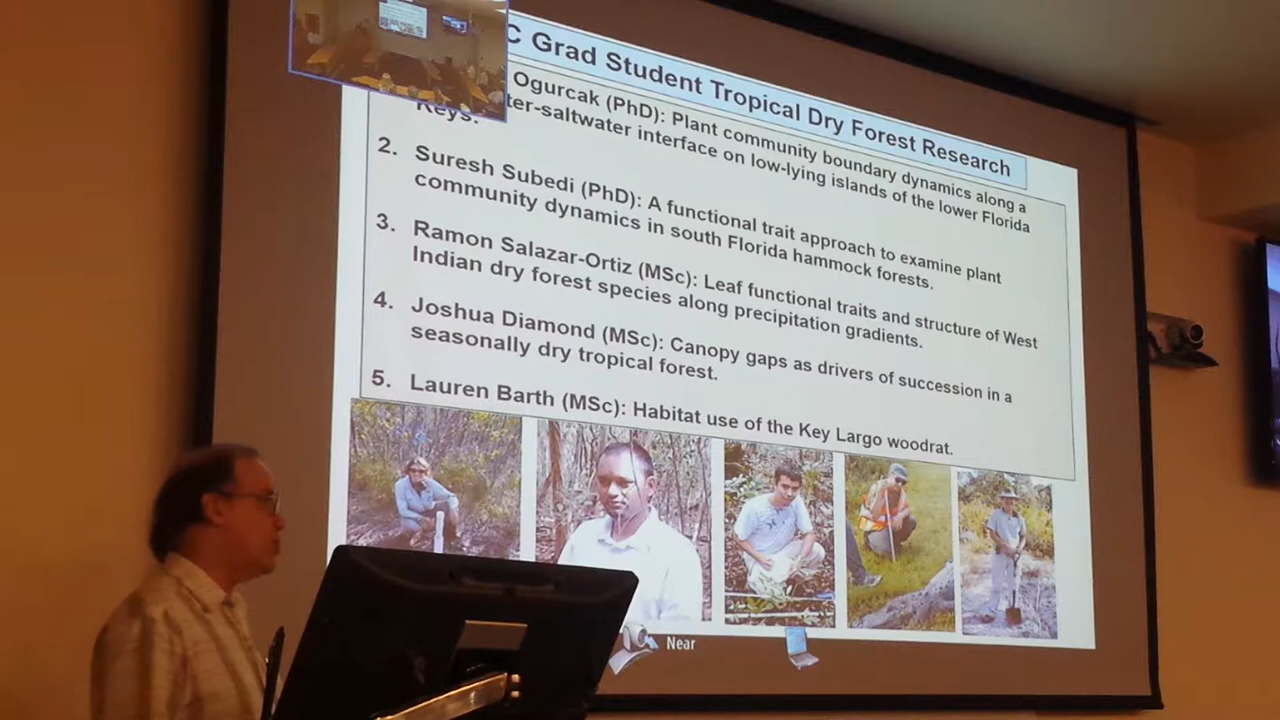 C Grad Student Tropical Dry Forest Research
Ogurcak (PhD): Plant community boundary dynamics along a
ter-saltwater interface on low-lying islands of the lower Florida
Keys.
2. Suresh Subedi (PhD): A functional trait approach to examine plant
community dynamics in south Florida hammock forests.
3. Ramon Salazar-Ortiz (MSc): Leaf functional traits and structure of West
Indian dry forest species along precipitation gradients.
4. Joshua Diamond (MSc): Canopy gaps as drivers of succession in a
seasonally dry tropical forest.
5. Lauren Barth (MSc): Habitat use of the Key Largo woodrat.
Near